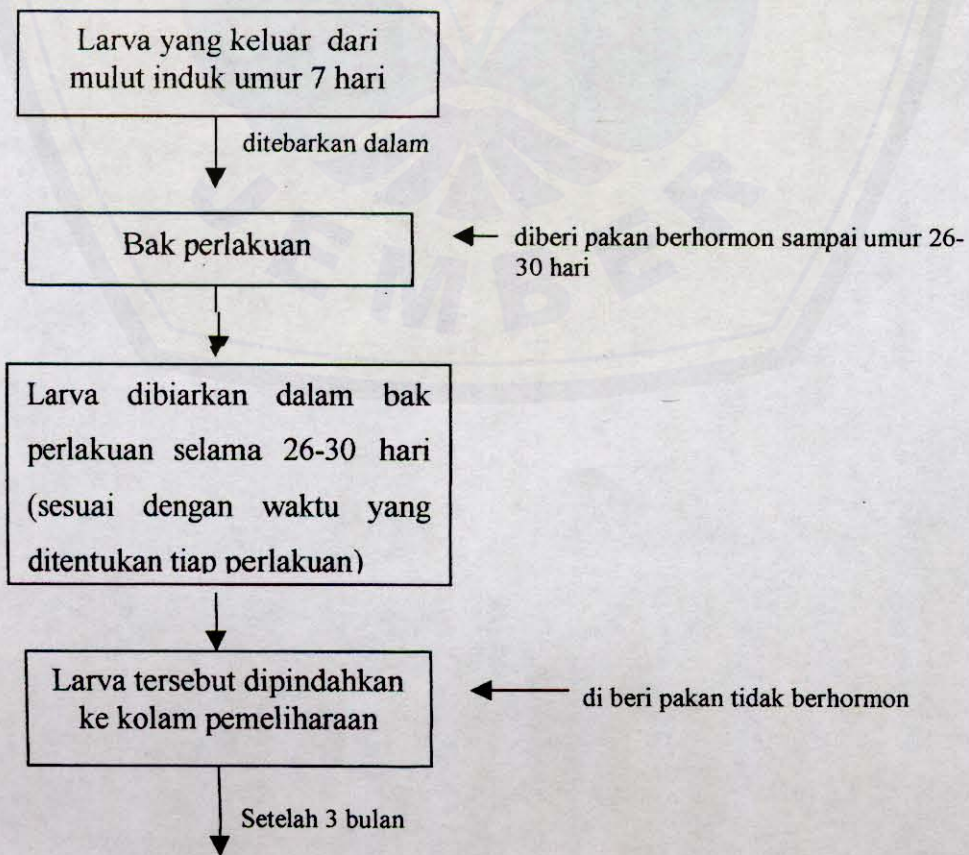 Larva yang keluar dari
mulut induk umur 7 hari
ditebarkan dalam
Bak perlakuan
diberi pakan berhormon sampai umur 26-
30 hari
Larva dibiarkan dalam bak
perlakuan selama 26-30 hari
(sesuai dengan waktu yang
ditentukan tiap perlakuan)
Larva tersebut dipindahkan
ke kolam pemeliharaan
di beri pakan tidak berhormon
Setelah 3 bulan
JEMBER